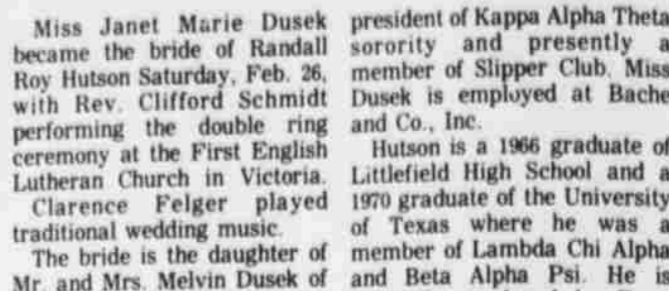 Miss Janet Marie Dusek
became the bride of Randall
Roy Hutson Saturday, Feb. 26,
with Rev. Clifford Schmidt
performing the double ring
ceremony at the First English
Lutheran Church in Victoria.
Clarence Felger played
traditional wedding music.
The bride is the daughter of
Mr. and Mrs. Melvin Dusek of
president of Kappa Alpha Theta
sorority and presently a
member of Slipper Club. Miss
Dusek is employed at Bache
and Co., Inc.
Hutson is a 1966 graduate of
Littlefield High School and a
1970 graduate of the University
of Texas where he was a
member of Lambda Chi Alpha
and Beta Alpha Psi. He is